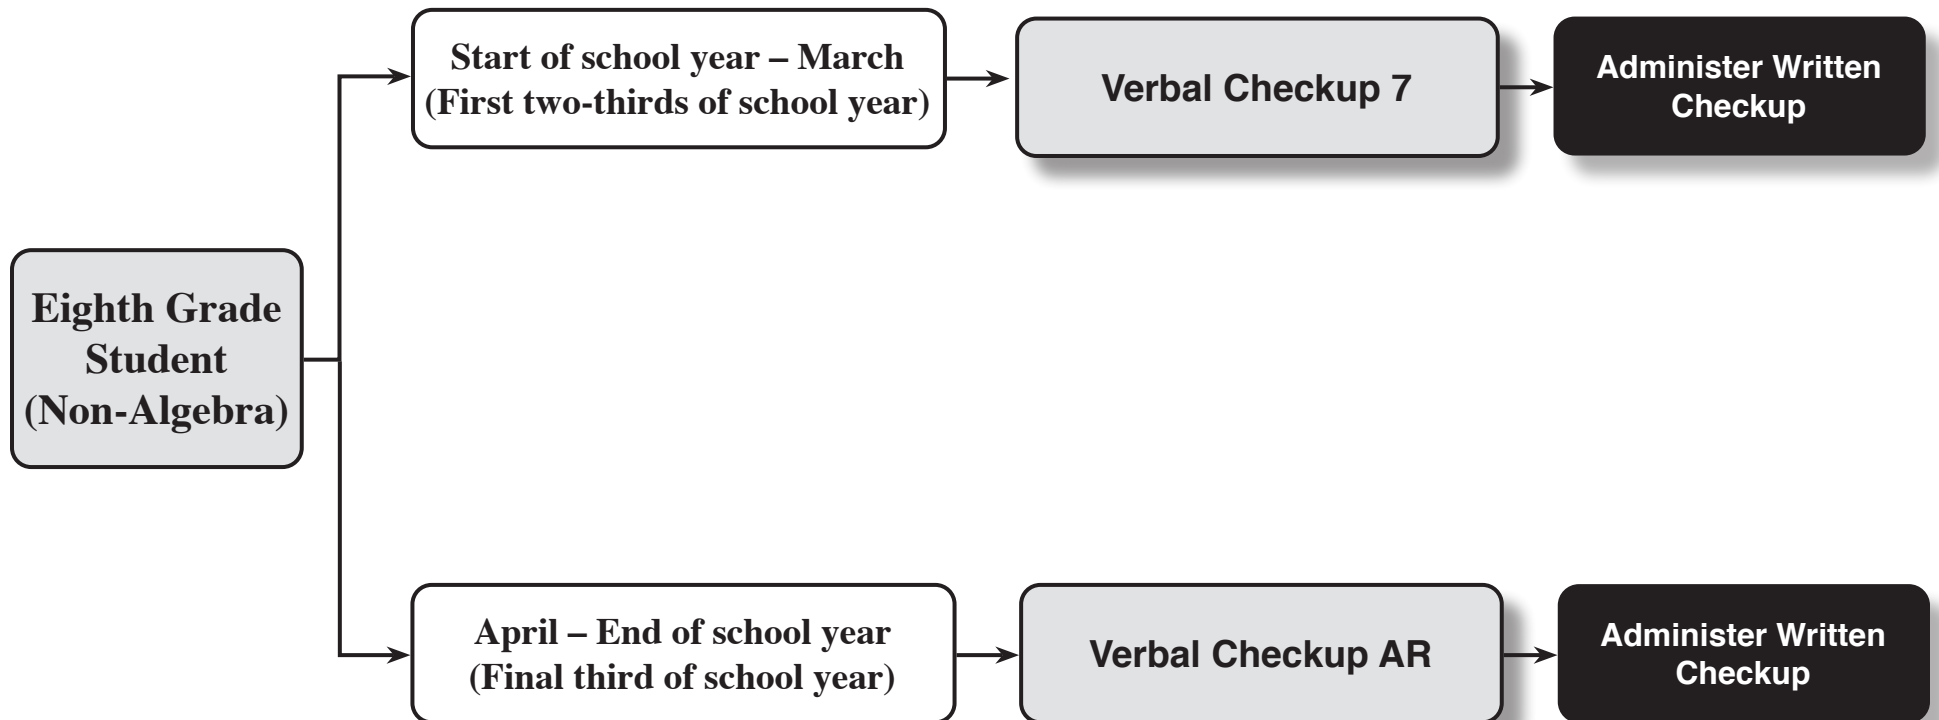 Start of school year – March
(First two-thirds of school year)
Verbal Checkup 7
Administer Written
Checkup
Eighth Grade
Student
(Non-Algebra)
April – End of school year
(Final third of school year)
Verbal Checkup AR
Administer Written
Checkup